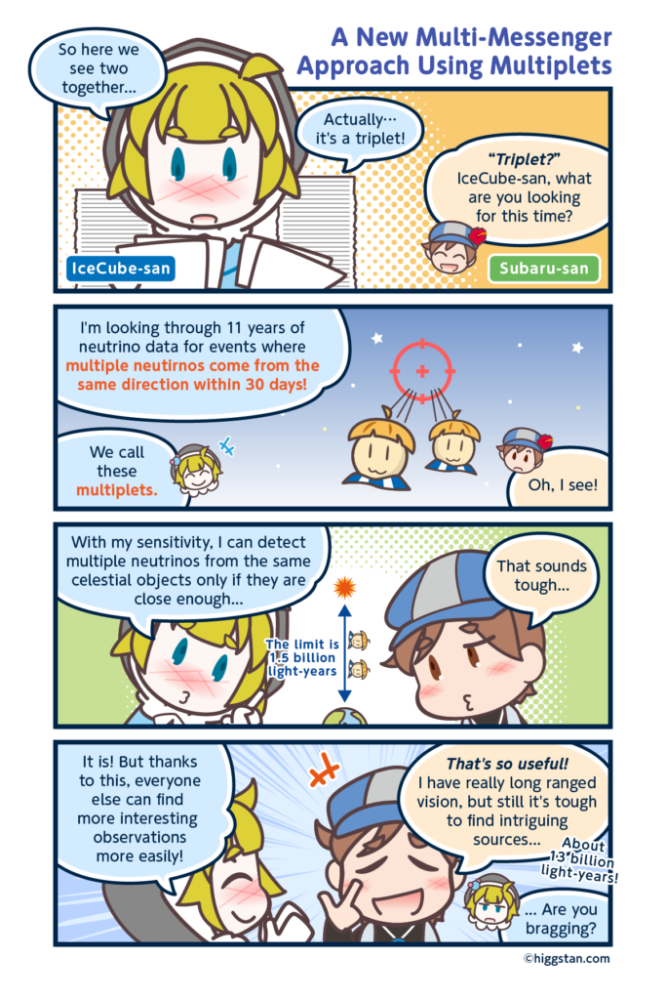 A New Multi-Messenger
Approach Using Multiplets
So here we
see two
together...
Actually…
it's a triplet!
“Triplet?”
IceCube-san, what
are you looking
for this time?
IceCube-san
Subaru-san
I'm looking through 11 years of
neutrino data for events where
multiple neutirnos come from the
same direction within 30 days!
We call
these
multiplets.
Oh, I see!
With my sensitivity, I can detect
multiple neutrinos from the same
celestial objects only if they are
close enough...
That sounds
tough...
The limit is
1.5 billion
light-years
It is! But thanks
to this, everyone
else can find
more interesting
observations
more easily!
That's so useful!
I have really long ranged
vision, but still it's tough
to find intriguing
sources...
About
13 billion
light-years!
... Are you
bragging?
©higgstan.com